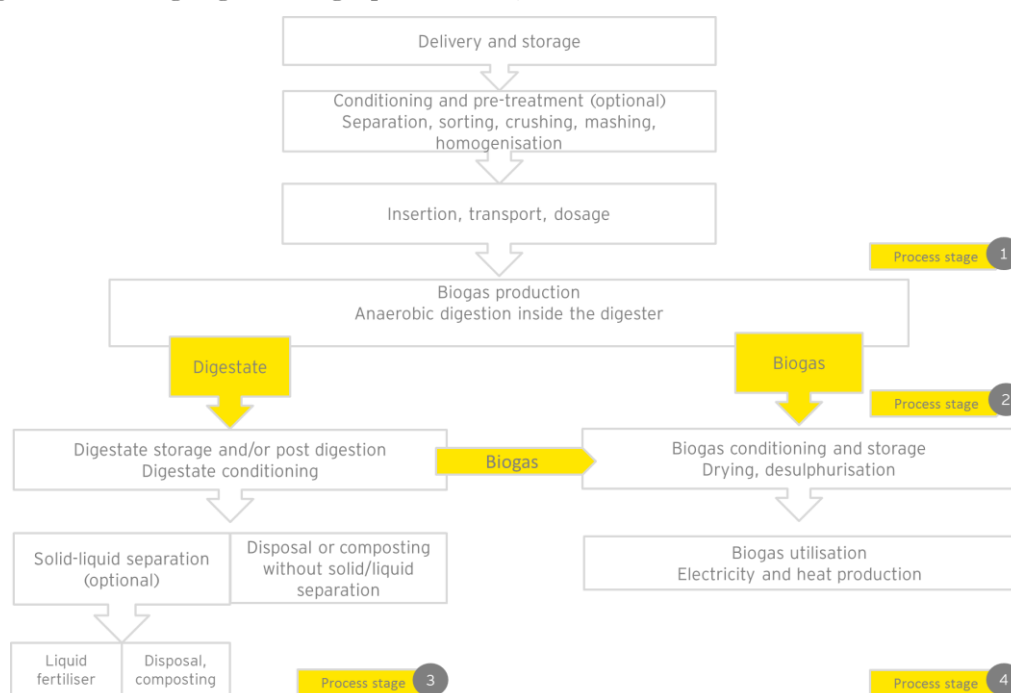 Delivery and storage
Conditioning and pre-treatment (optional)
Separation, sorting, crushing, mashing,
homogenisation
Insertion, transport, dosage
Process stage 1
Biogas production
Anaerobic digestion inside the digester
Digestate
Biogas
Process stage 2
Digestate storage and/or post digestion
Digestate conditioning
Biogas
Biogas conditioning and storage
Drying, desulphurisation
Solid-liquid separation
(optional)
Disposal or composting
without solid/liquid
separation
Biogas utilisation
Electricity and heat production
Liquid
fertiliser
Disposal,
composting
Process stage 3
Process stage 4